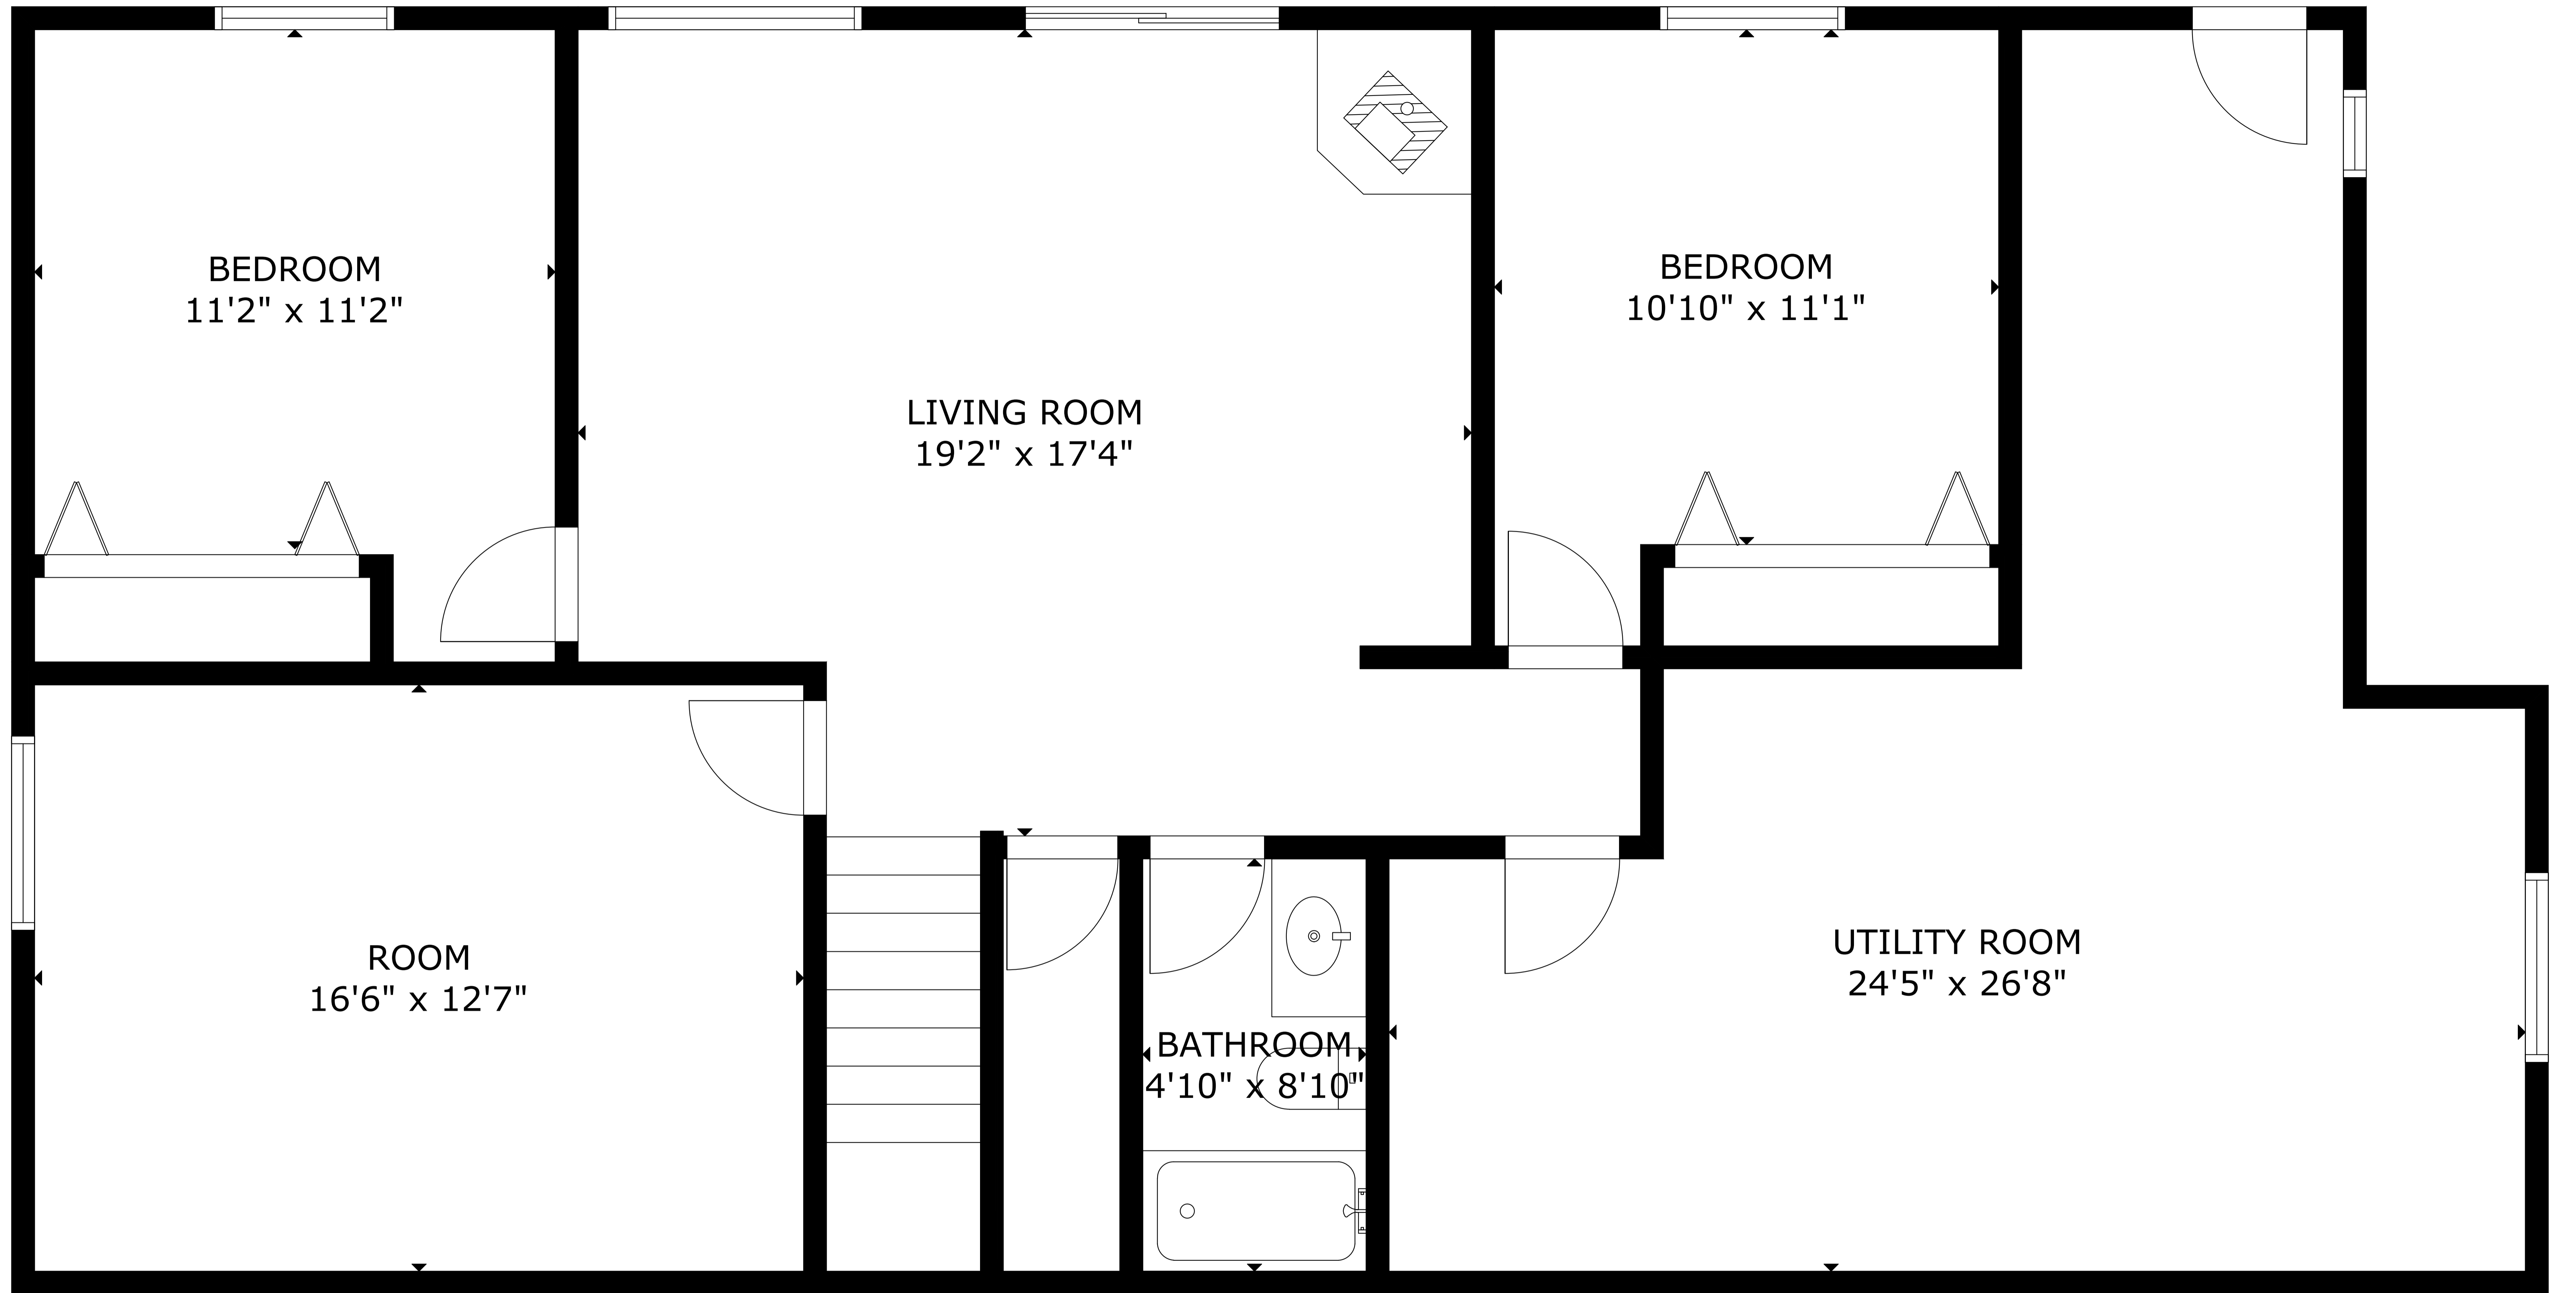 BEDROOM
11'2" x 11'2"
LIVING ROOM
19'2" x 17'4"
BEDROOM
10'10" x 11'1"
ROOM
16'6" x 12'7"
BATHROOM
4'10" x 8'10"
UTILITY ROOM
24'5" x 26'8"